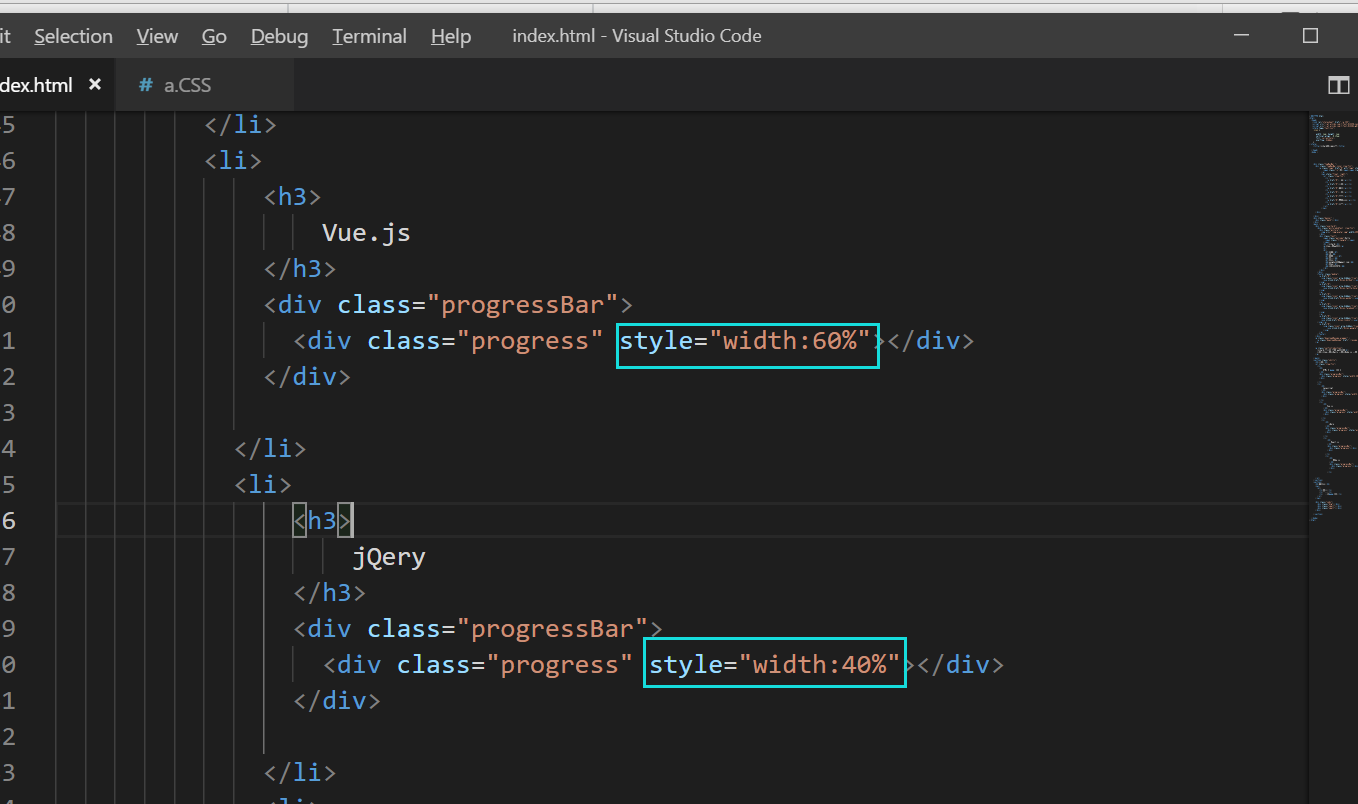 it Selection View Go Debug Terminal Help index.html - Visual Studio Code
dex.html × # a.CSS
5 </li>
6 <li>
7 <h3>
8 Vue.js
9 </h3>
0 <div class="progressBar">
1 <div class="progress" style="width:60%"></div>
2 </div>
3
4 </li>
5 <li>
6 <h3>
7 jQery
8 </h3>
9 <div class="progressBar">
0 <div class="progress" style="width:40%"></div>
1 </div>
2
3 </li>